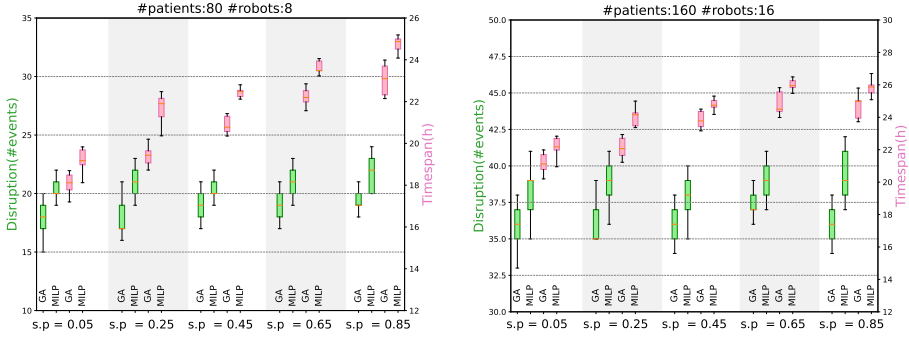 #patients:80 #robots:8
35
30
25
20
15
10
Disruption(#events)
26
24
22
20
18
16
14
12
Timespan(h)
GA MILP GA MILP
GA MILP GA MILP
GA MILP GA MILP
GA MILP GA MILP
GA MILP GA MILP
s.p = 0.05 s.p = 0.25 s.p = 0.45 s.p = 0.65 s.p = 0.85
#patients:160 #robots:16
50.0
47.5
45.0
42.5
40.0
37.5
35.0
32.5
30.0
Disruption(#events)
30
28
26
24
22
20
18
16
14
12
Timespan(h)
GA MILP GA MILP
GA MILP GA MILP
GA MILP GA MILP
GA MILP GA MILP
GA MILP GA MILP
s.p = 0.05 s.p = 0.25 s.p = 0.45 s.p = 0.65 s.p = 0.85